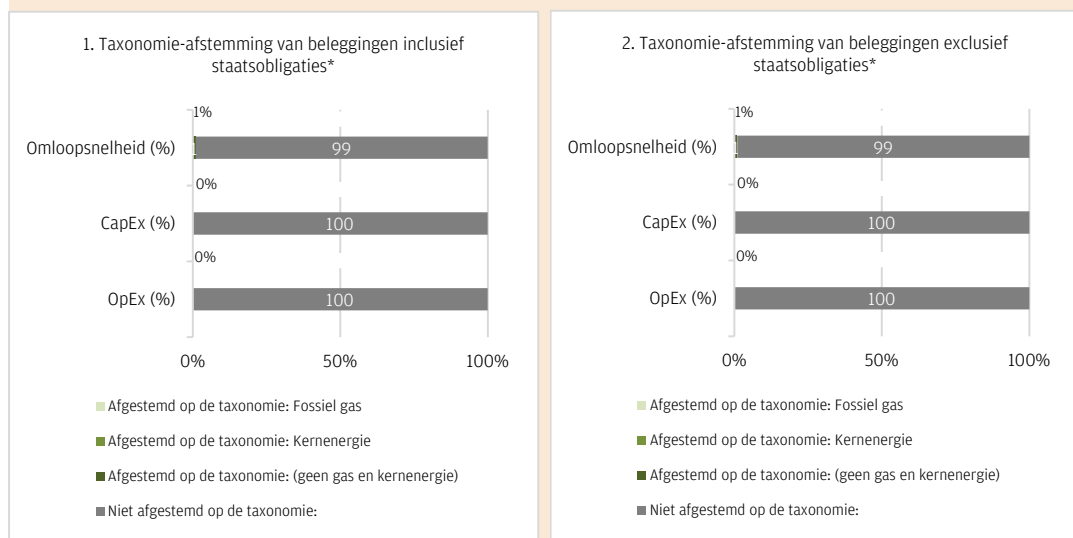 1. Taxonomie-afstemming van beleggingen inclusief
staatsobligaties*
1%
Omloopsnelheid (%)
99
0%
CapEx (%)
100
0%
OpEx (%)
100
0%
50%
100%
Afgestemd op de taxonomie: Fossiel gas
Afgestemd op de taxonomie: Kernenergie
Afgestemd op de taxonomie: (geen gas en kernenergie)
Niet afgestemd op de taxonomie:
2. Taxonomie-afstemming van beleggingen exclusief
staatsobligaties*
1%
Omloopsnelheid (%)
99
0%
CapEx (%)
100
0%
OpEx (%)
100
0%
50%
100%
Afgestemd op de taxonomie: Fossiel gas
Afgestemd op de taxonomie: Kernenergie
Afgestemd op de taxonomie: (geen gas en kernenergie)
Niet afgestemd op de taxonomie: